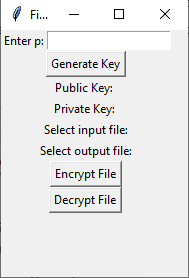 Fi...
Enter p:
Generate Key
Public Key:
Private Key:
Select input file:
Select output file:
Encrypt File
Decrypt File